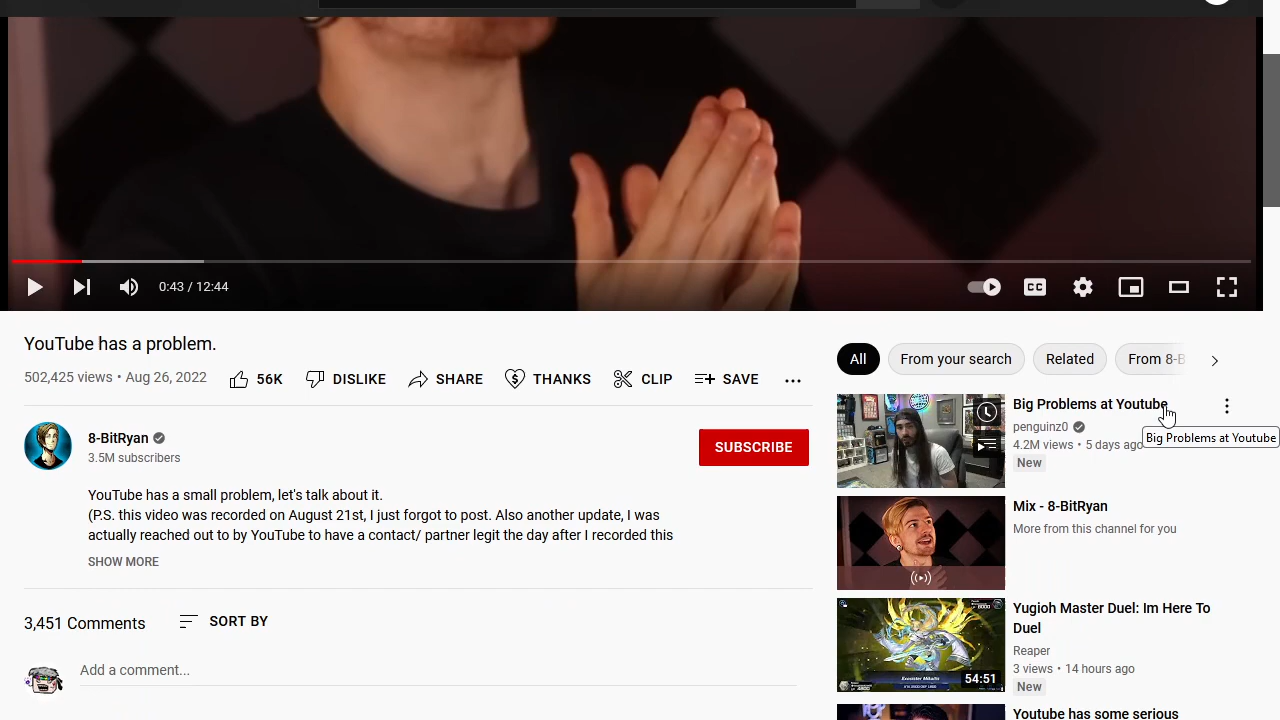 0:43 / 12:44
CC
YouTube has a problem.
502,425 views • Aug 26, 2022
56K
DISLIKE
SHARE
THANKS
CLIP
SAVE
8-BitRyan
3.5M subscribers
SUBSCRIBE
YouTube has a small problem, let's talk about it.
(P.S. this video was recorded on August 21st, I just forgot to post. Also another update, I was
actually reached out to by YouTube to have a contact/ partner legit the day after I recorded this
SHOW MORE
3,451 Comments
SORT BY
Add a comment...
All
From your search
Related
From 8-B
Big Problems at Youtube
penguinz0
4.2M views • 5 days ago
Big Problems at Youtube
New
Mix - 8-BitRyan
More from this channel for you
Yugioh Master Duel: Im Here To
Duel
Reaper
3 views • 14 hours ago
New
54:51
Youtube has some serious